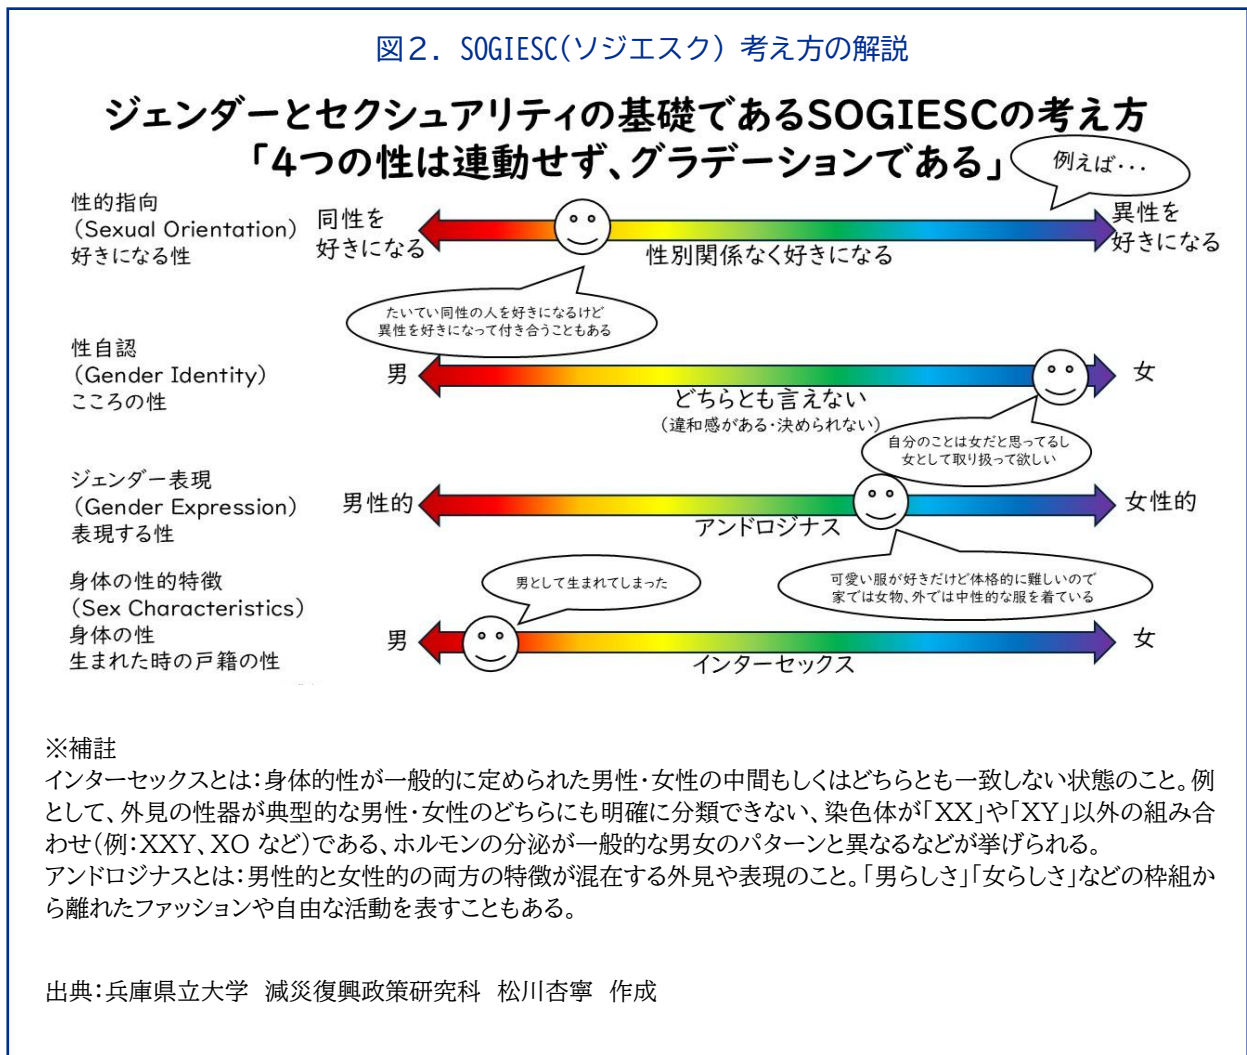 図２．SOGIESC(ソジエスク) 考え方の解説
ジェンダーとセクシュアリティの基礎であるSOGIESCの考え方
「4つの性は連動せず、グラデーションである」
例えば・・・
性的指向
(Sexual Orientation)
好きになる性
同性を
好きになる
異性を
好きになる
性別関係なく好きになる
たいてい同性の人を好きになるけど
異性を好きになって付き合うこともある
性自認
(Gender Identity)
こころの性
男
女
どちらとも言えない
(違和感がある・決められない)
自分のことは女だと思ってるし
女として取り扱って欲しい
ジェンダー表現
(Gender Expression)
表現する性
男性的
女性的
アンドロジナス
可愛い服が好きだけど体格的に難しいので
家では女物、外では中性的な服を着ている
身体の性的特徴
(Sex Characteristics)
身体の性
生まれた時の戸籍の性
男として生まれてしまった
男
女
インターセックス
※補註
インターセックスとは：身体的性が一般的に定められた男性・女性の中間もしくはどちらとも一致しない状態のこと。例
として、外見の性器が典型的な男性・女性のどちらにも明確に分類できない、染色体が「XX」や「XY」以外の組み合
わせ（例：XXY、XO など）である、ホルモンの分泌が一般的な男女のパターンと異なるなどが挙げられる。
アンドロジナスとは：男性的と女性的の両方の特徴が混在する外見や表現のこと。「男らしさ」「女らしさ」などの枠組か
ら離れたファッションや自由な活動を表すこともある。
出典：兵庫県立大学　減災復興政策研究科　松川杏寧　作成